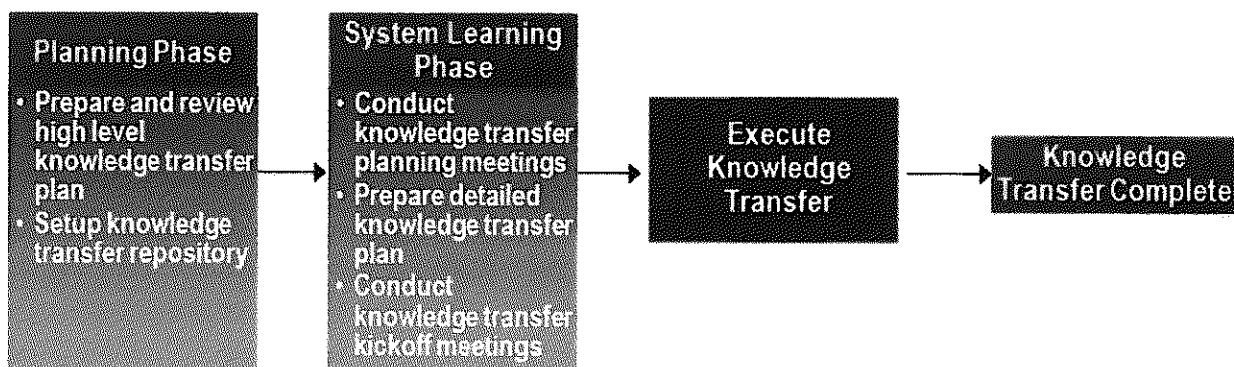 Planning Phase
• Prepare and review
high level
knowledge transfer
plan
• Setup knowledge
transfer repository
System Learning
Phase
• Conduct
knowledge transfer
planning meetings
• Prepare detailed
knowledge transfer
plan
• Conduct
knowledge transfer
kickoff meetings
Execute
Knowledge
Transfer
Knowledge
Transfer Complete